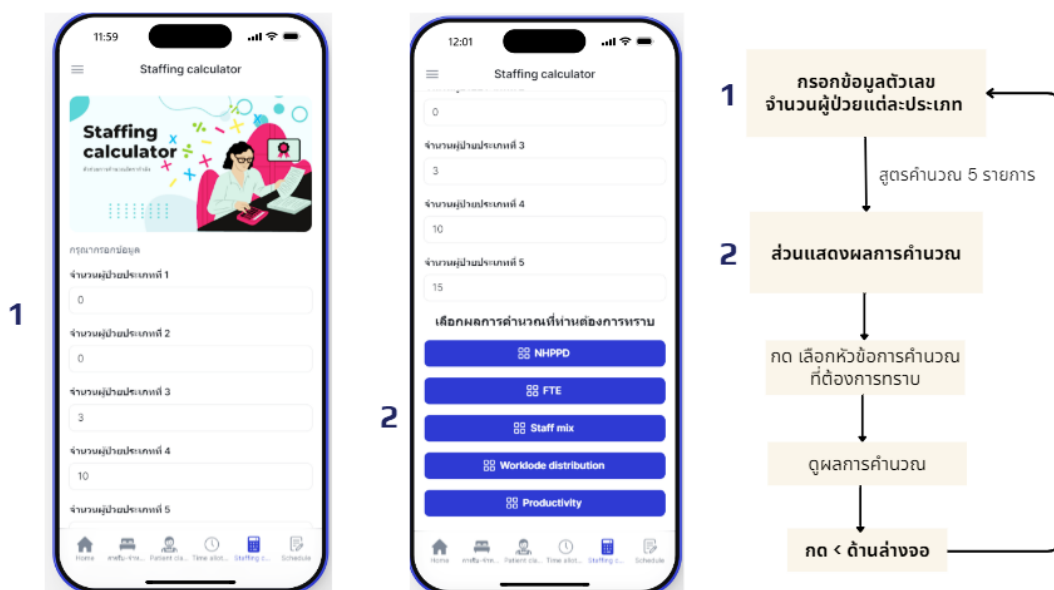 1
11:59
Staffing calculator
Staffing
calculator
กรุณากรอกข้อมูล
จำนวนผู้ป่วยประเภทที่ 1
0
จำนวนผู้ป่วยประเภทที่ 2
0
จำนวนผู้ป่วยประเภทที่ 3
3
จำนวนผู้ป่วยประเภทที่ 4
10
จำนวนผู้ป่วยประเภทที่ 5
Home
Patient cla...
Time allot...
Staffing c...
Schedule
2
12:01
Staffing calculator
0
จำนวนผู้ป่วยประเภทที่ 3
3
จำนวนผู้ป่วยประเภทที่ 4
10
จำนวนผู้ป่วยประเภทที่ 5
15
เลือกผลการคำนวณที่ท่านต้องการทราบ
NHPPD
FTE
Staff mix
Worklode distribution
Productivity
Home
Patient cla...
Time allot...
Staffing c...
Schedule
1
กรอกข้อมูลตัวเลข
จำนวนผู้ป่วยแต่ละประเภท
สูตรคำนวณ 5 รายการ
2
ส่วนแสดงผลการคำนวณ
กด เลือกหัวข้อการคำนวณ
ที่ต้องการทราบ
ดูผลการคำนวณ
กด < ด้านล่างจอ